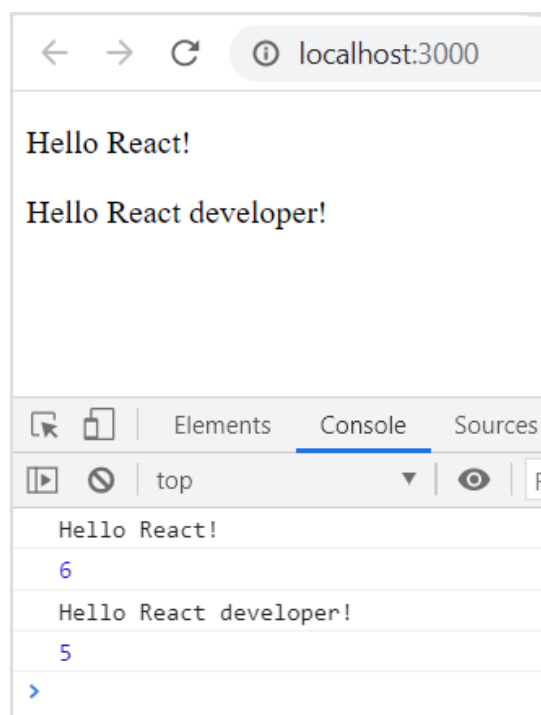 localhost:3000
Hello React!
Hello React developer!
Elements Console Sources
top
Hello React!
6
Hello React developer!
5